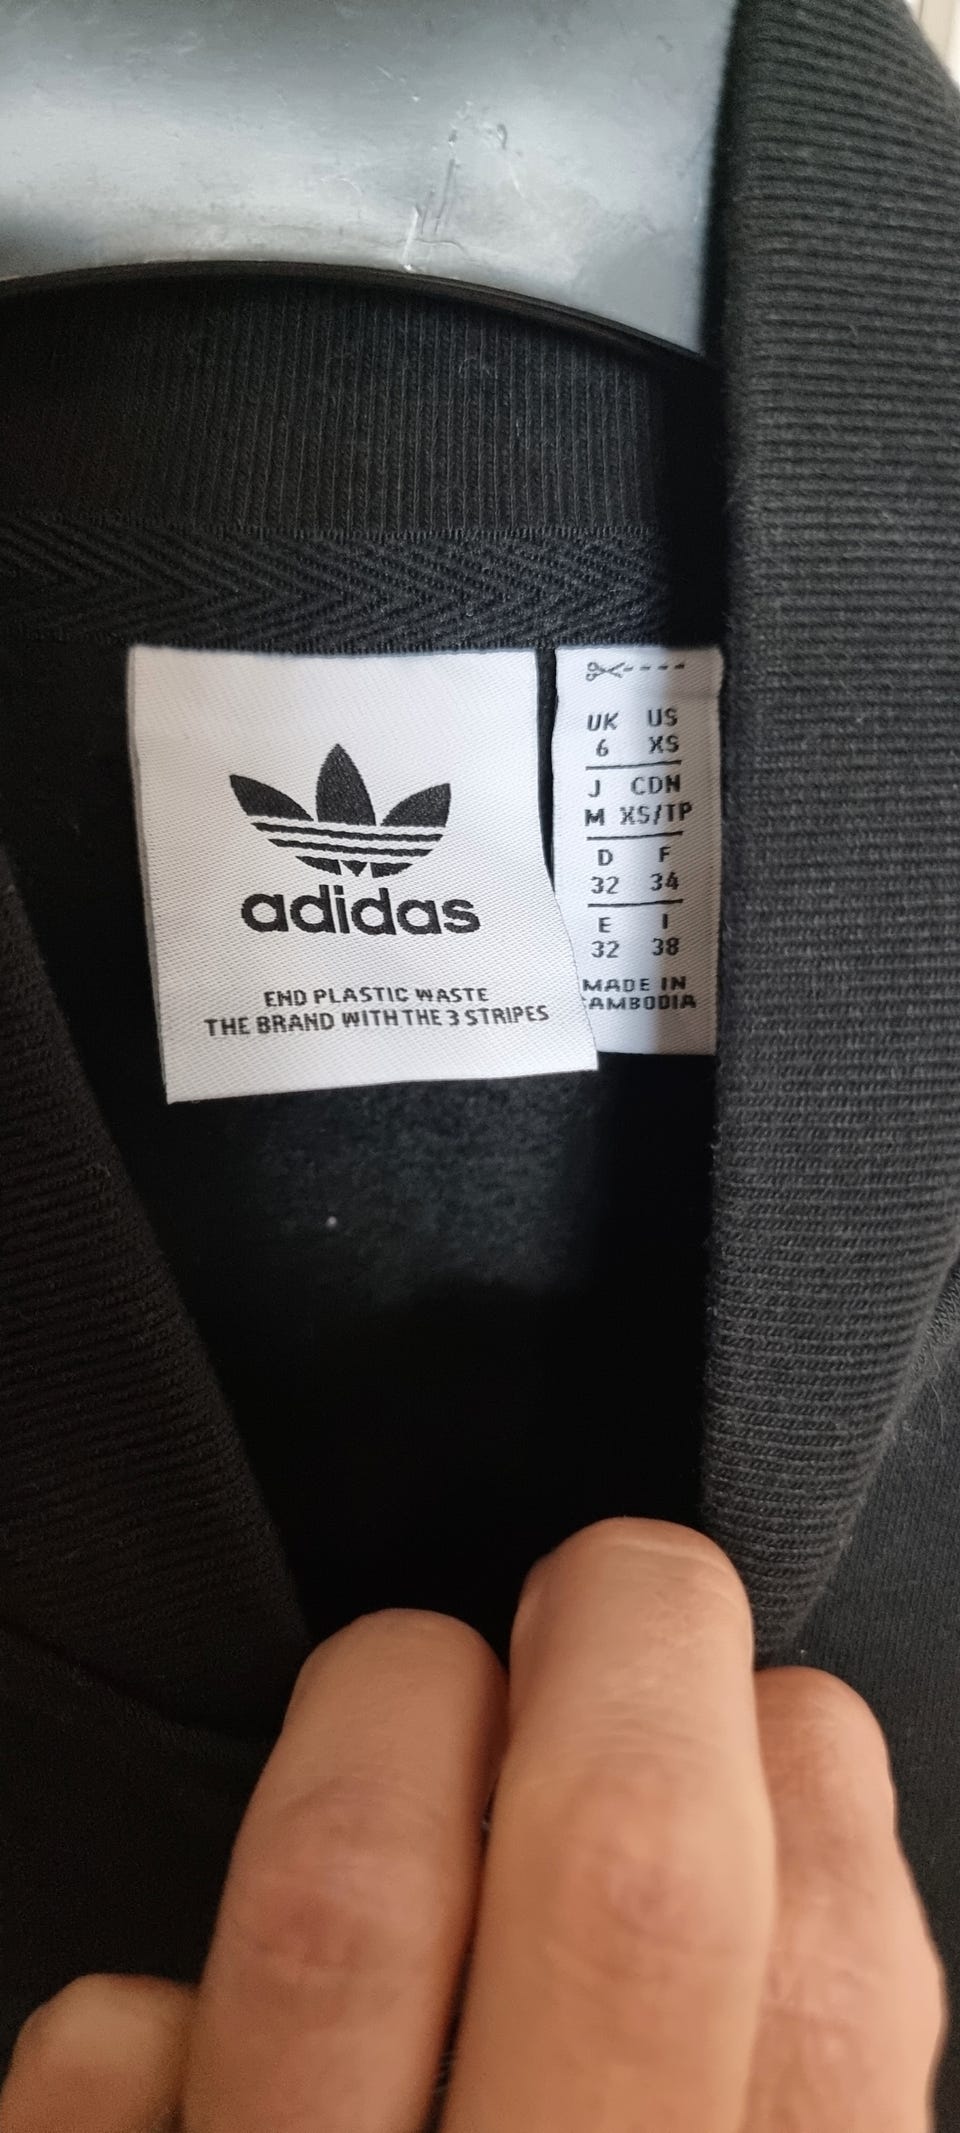 adidas
END PLASTIC WASTE
THE BRAND WITH THE 3 STRIPES
UK US
6 XS
J CDN
M XS/TP
D F
32 34
E I
32 38
MADE IN
AMBODIA